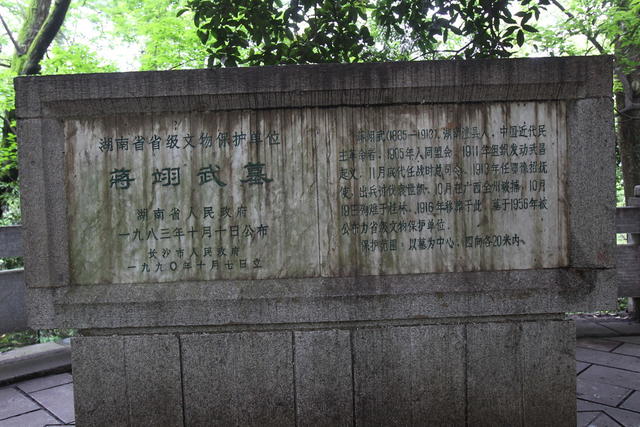 湖南省省级文物保护单位
蒋翊武墓
湖南省人民政府
一九八三年十月十日公布
长沙市人民政府
一九九〇年十月七日立
蒋翊武(1885—1913),湖南澧县人,中国近代民
主革命者。1905年入同盟会,1911年组织发动武昌
起义,11月底代任战时总司令。1913年任鄂豫招抚
使,出兵讨伐袁世凯,10月在广西全州被捕,10月
19日殉难于桂林。1916年移葬于此。墓于1956年被
公布为省级文物保护单位。
保护范围:以墓为中心,四向各20米内。